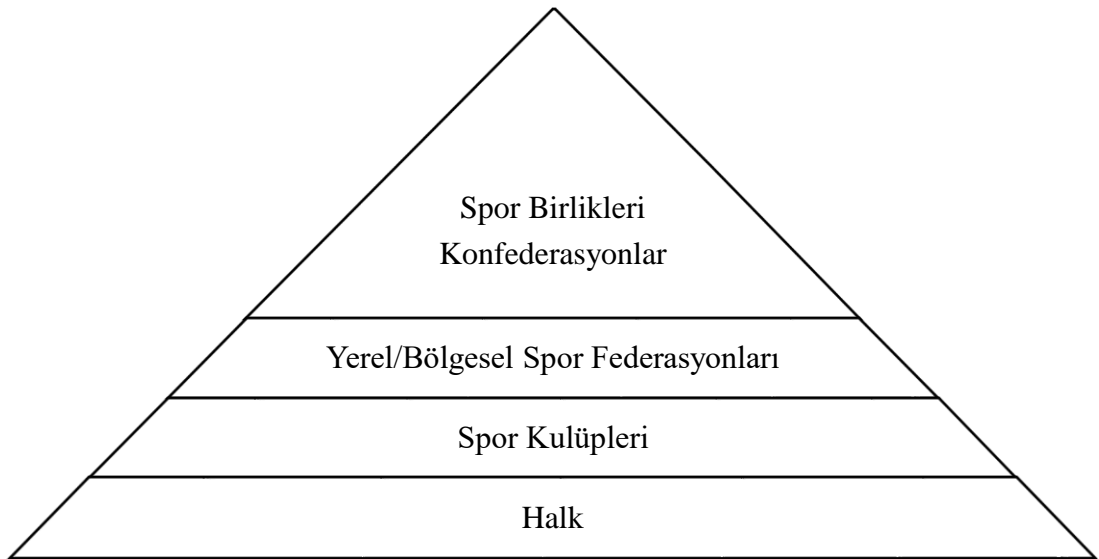 Spor Birlikleri
Konfederasyonlar
Yerel/Bölgesel Spor Federasyonları
Spor Kulüpleri
Halk